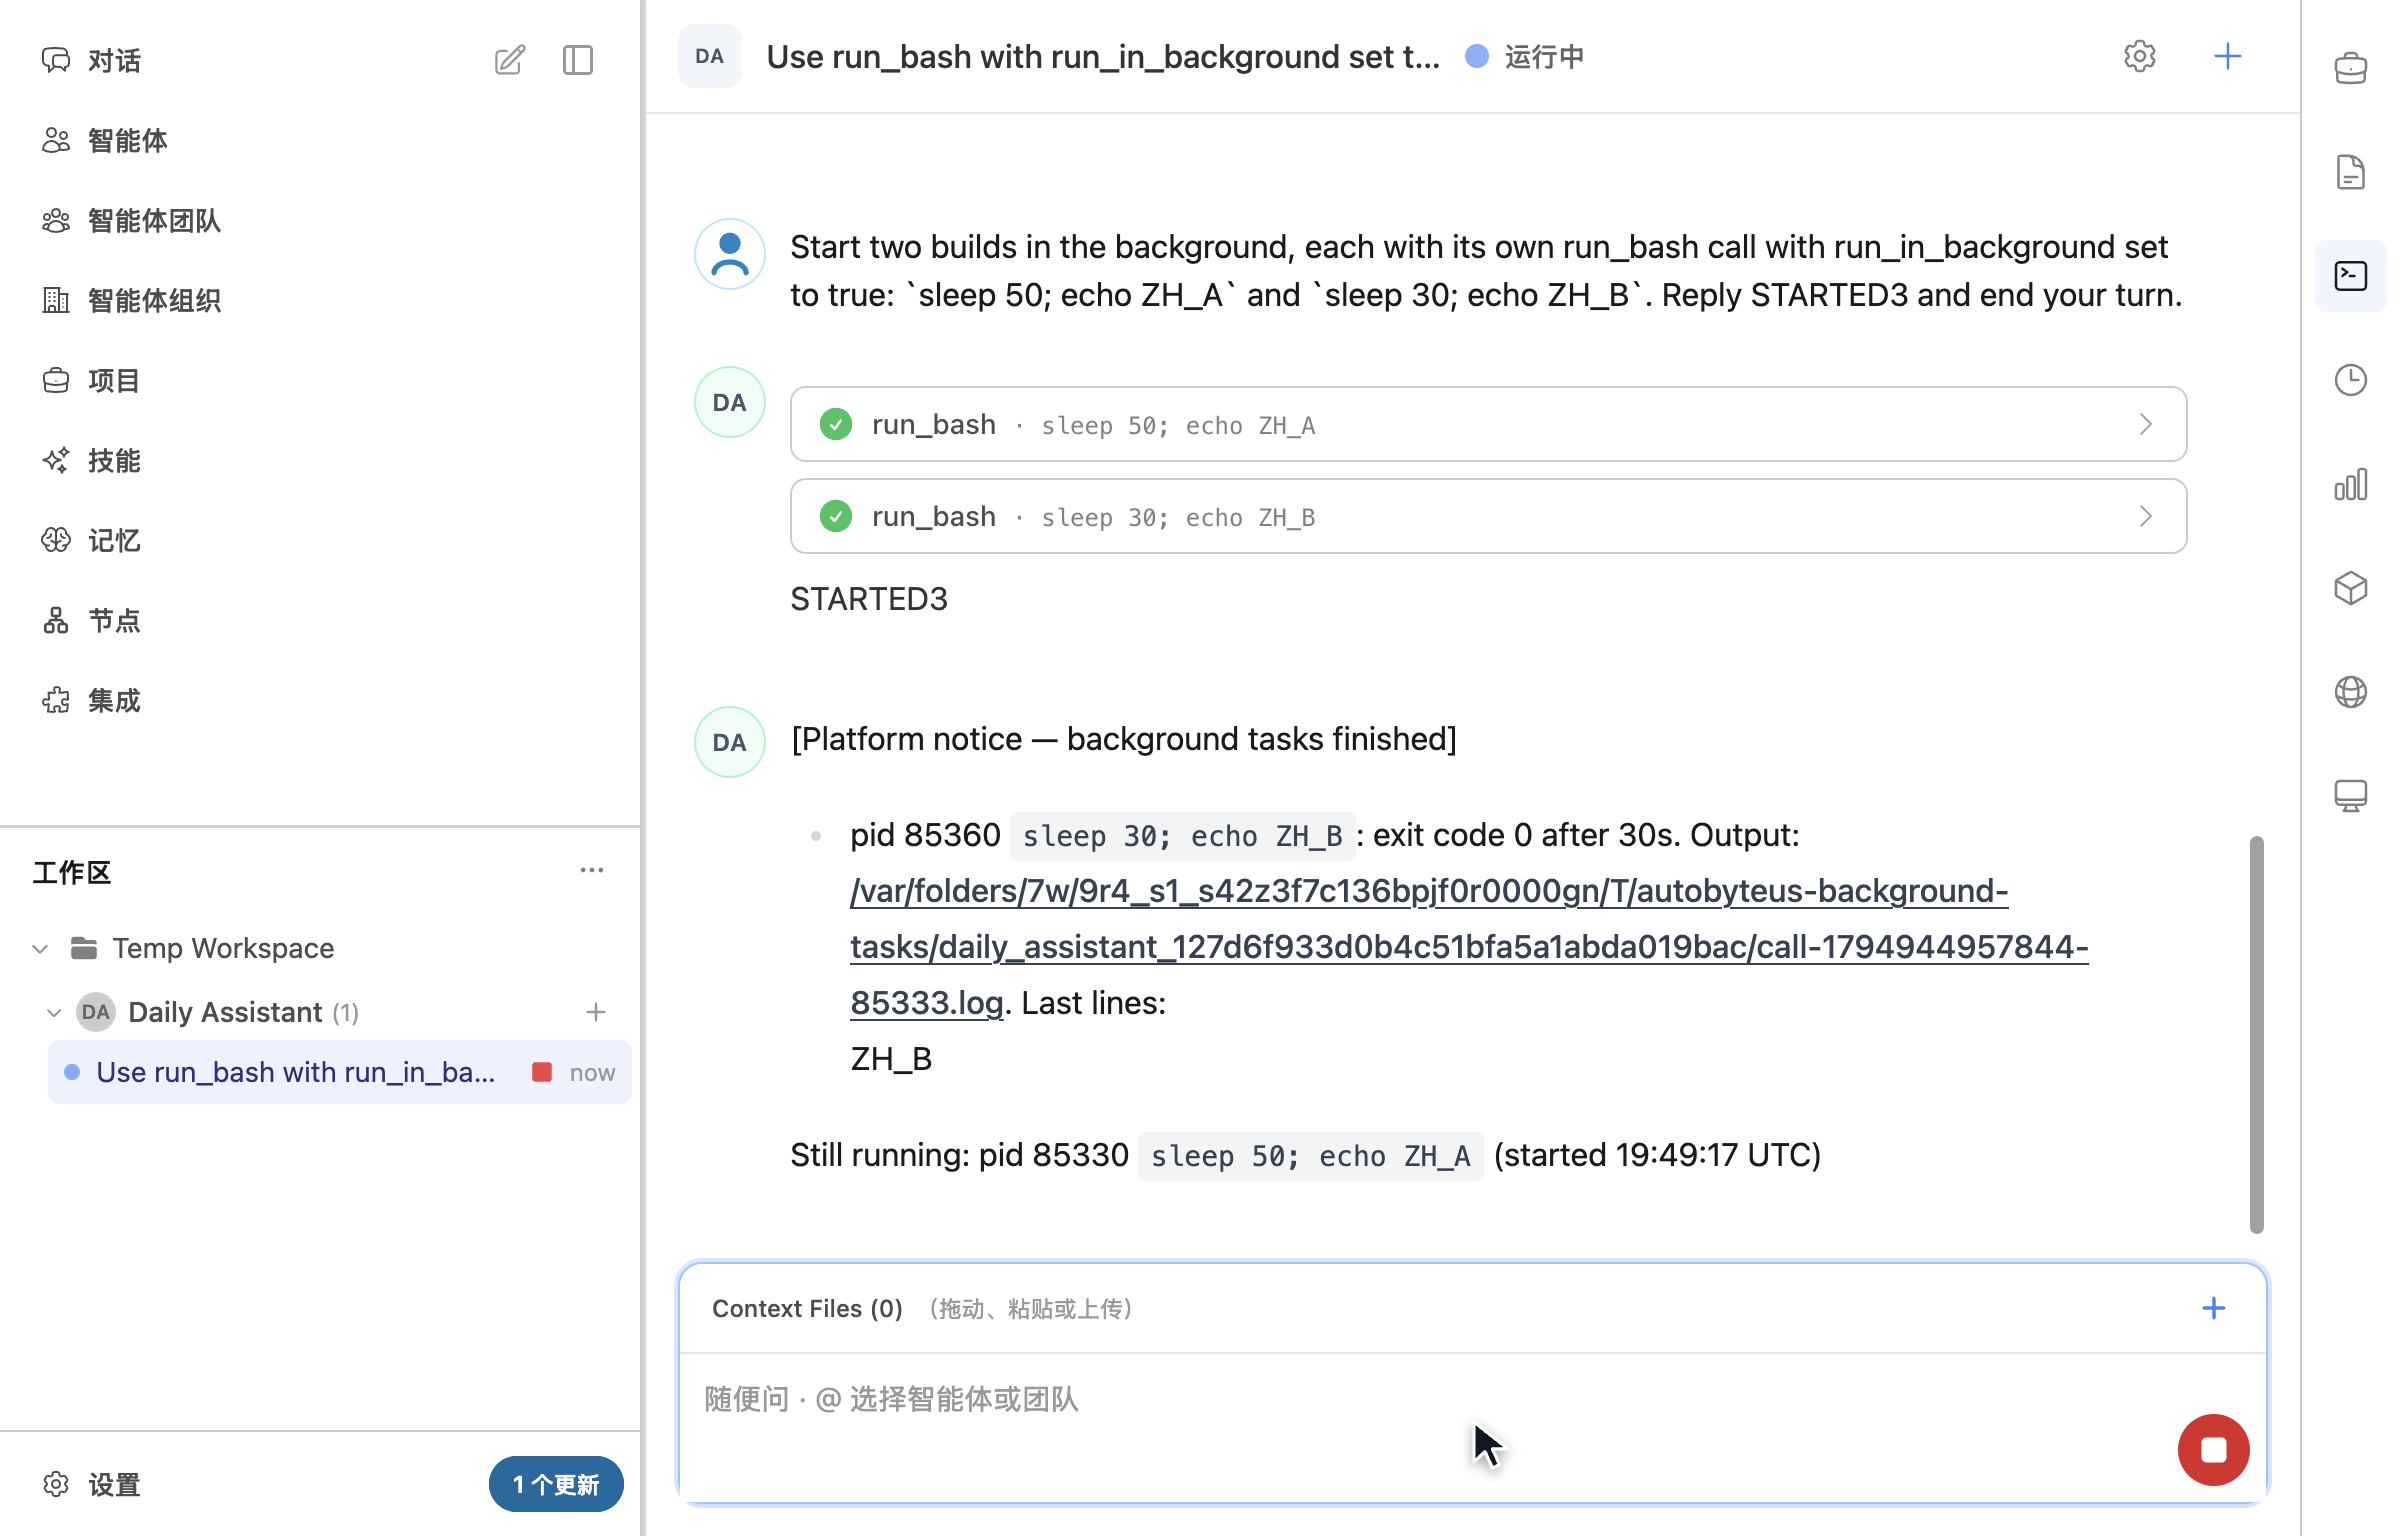 对话
智能体
智能体团队
智能体组织
项目
技能
记忆
节点
集成
工作区
Temp Workspace
DA Daily Assistant (1)
Use run_bash with run_in_ba... now
设置
1 个更新
DA Use run_bash with run_in_background set t... 运行中
Start two builds in the background, each with its own run_bash call with run_in_background set
to true: `sleep 50; echo ZH_A` and `sleep 30; echo ZH_B`. Reply STARTED3 and end your turn.
DA
run_bash · sleep 50; echo ZH_A
run_bash · sleep 30; echo ZH_B
STARTED3
DA
[Platform notice — background tasks finished]
pid 85360 sleep 30; echo ZH_B: exit code 0 after 30s. Output:
/var/folders/7w/9r4_s1_s42z3f7c136bpjf0r0000gn/T/autobyteus-background-
tasks/daily_assistant_127d6f933d0b4c51bfa5a1abda019bac/call-1794944957844-
85333.log. Last lines:
ZH_B
Still running: pid 85330 sleep 50; echo ZH_A (started 19:49:17 UTC)
Context Files (0) （拖动、粘贴或上传）
随便问 · @ 选择智能体或团队